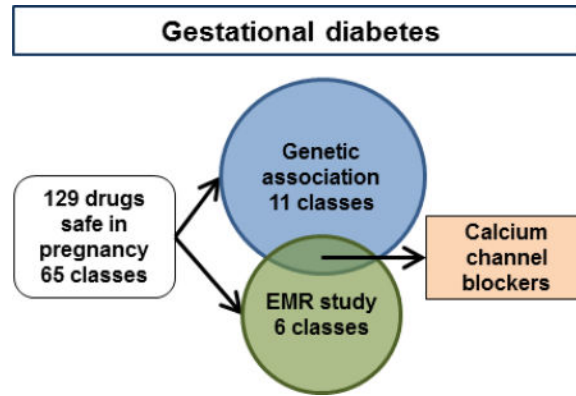 Gestational diabetes
129 drugs
safe in
pregnancy
65 classes
Genetic
association
11 classes
EMR study
6 classes
Calcium
channel
blockers